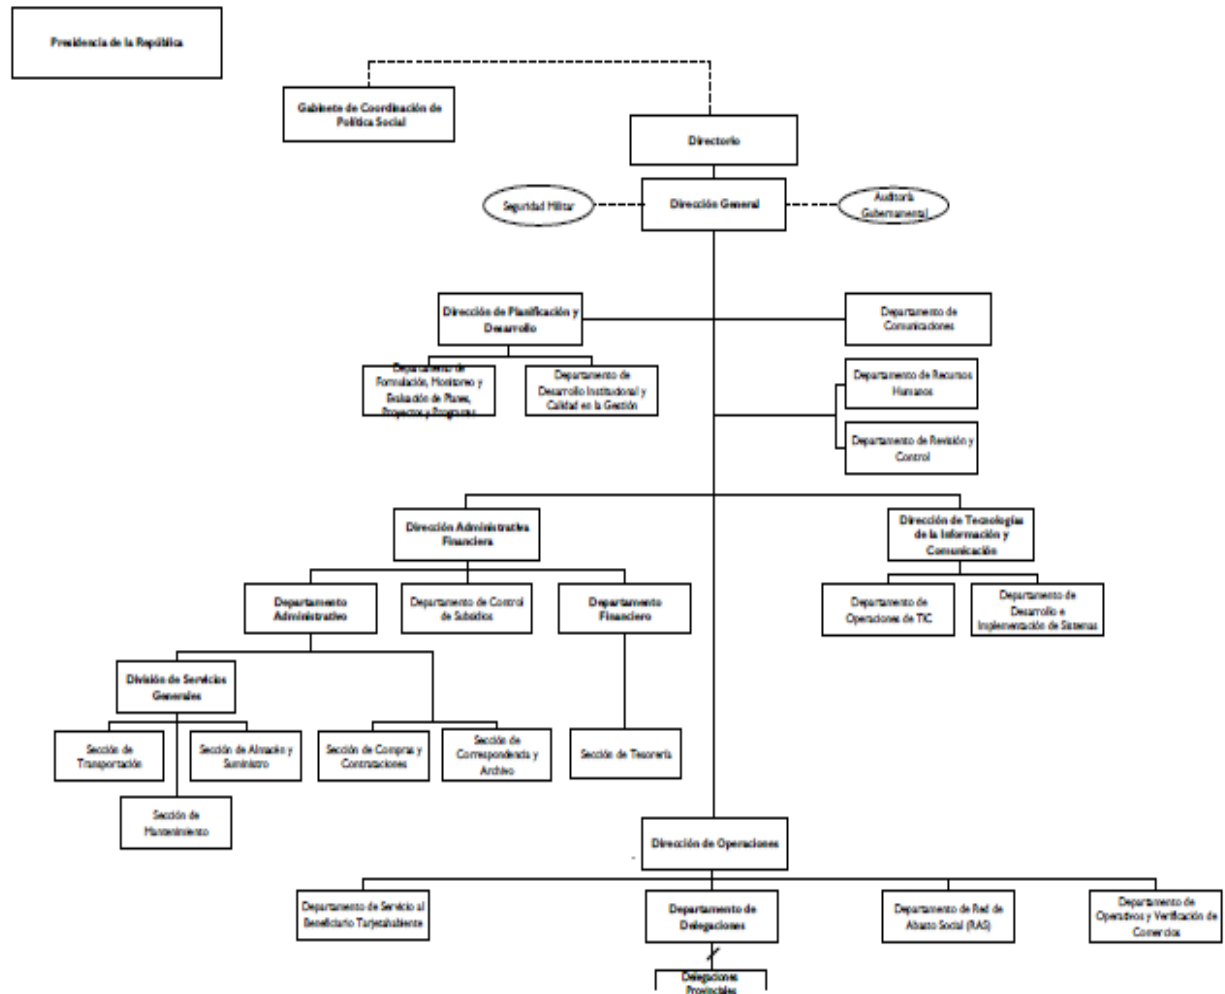 Presidencia de la República
Gabinete de Coordinación de
Política Social
Directorio
Seguridad Militar
Dirección General
Auditoría
Gubernamental
Dirección de Planificación y
Desarrollo
Departamento de
Comunicaciones
Departamento de
Formulación, Monitoreo y
Evaluación de Planes,
Proyectos y Programas
Departamento de
Desarrollo Institucional y
Calidad en la Gestión
Departamento de Recursos
Humanos
Departamento de Revisión y
Control
Dirección Administrativa
Financiera
Dirección de Tecnologías
de la Información y
Comunicación
Departamento
Administrativo
Departamento de Control
de Subsidios
Departamento
Financiero
Departamento de
Operaciones de TIC
Departamento de
Desarrollo e
Implementación de Sistemas
División de Servicios
Generales
Sección de
Transportación
Sección de Almacén y
Suministro
Sección de Compras y
Contrataciones
Sección de
Correspondencia y
Archivo
Sección de Tesorería
Sección de
Mantenimiento
Dirección de Operaciones
Departamento de Servicio al
Beneficiario Tarjetahabiente
Departamento de
Delegaciones
Departamento de Red de
Abasto Social (RAS)
Departamento de
Operativos y Verificación de
Comercios
Delegaciones
Provinciales